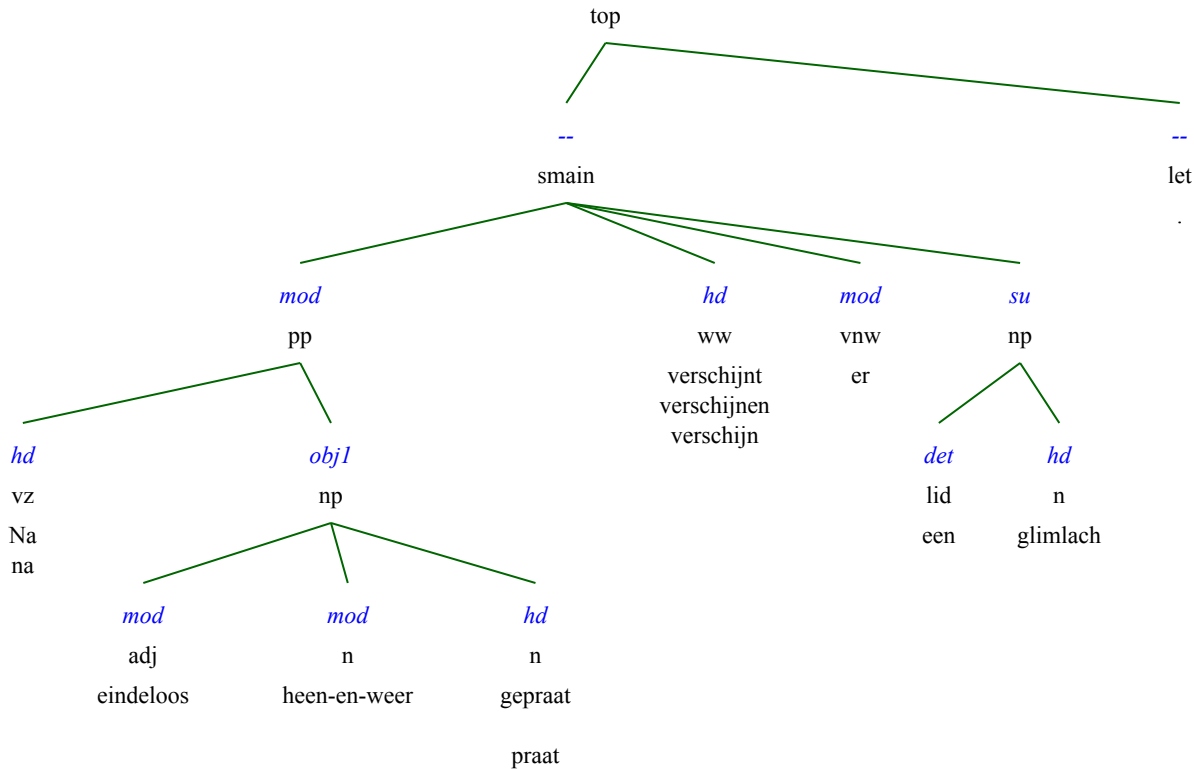 top
-- --
smain let
.
mod hd mod su
pp ww vnw np
verschijnt er
verschijnen
verschijn
hd obj1 det hd
vz np lid n
Na een glimlach
na
mod mod hd
adj n n
eindeloos heen-en-weer gepraat
praat